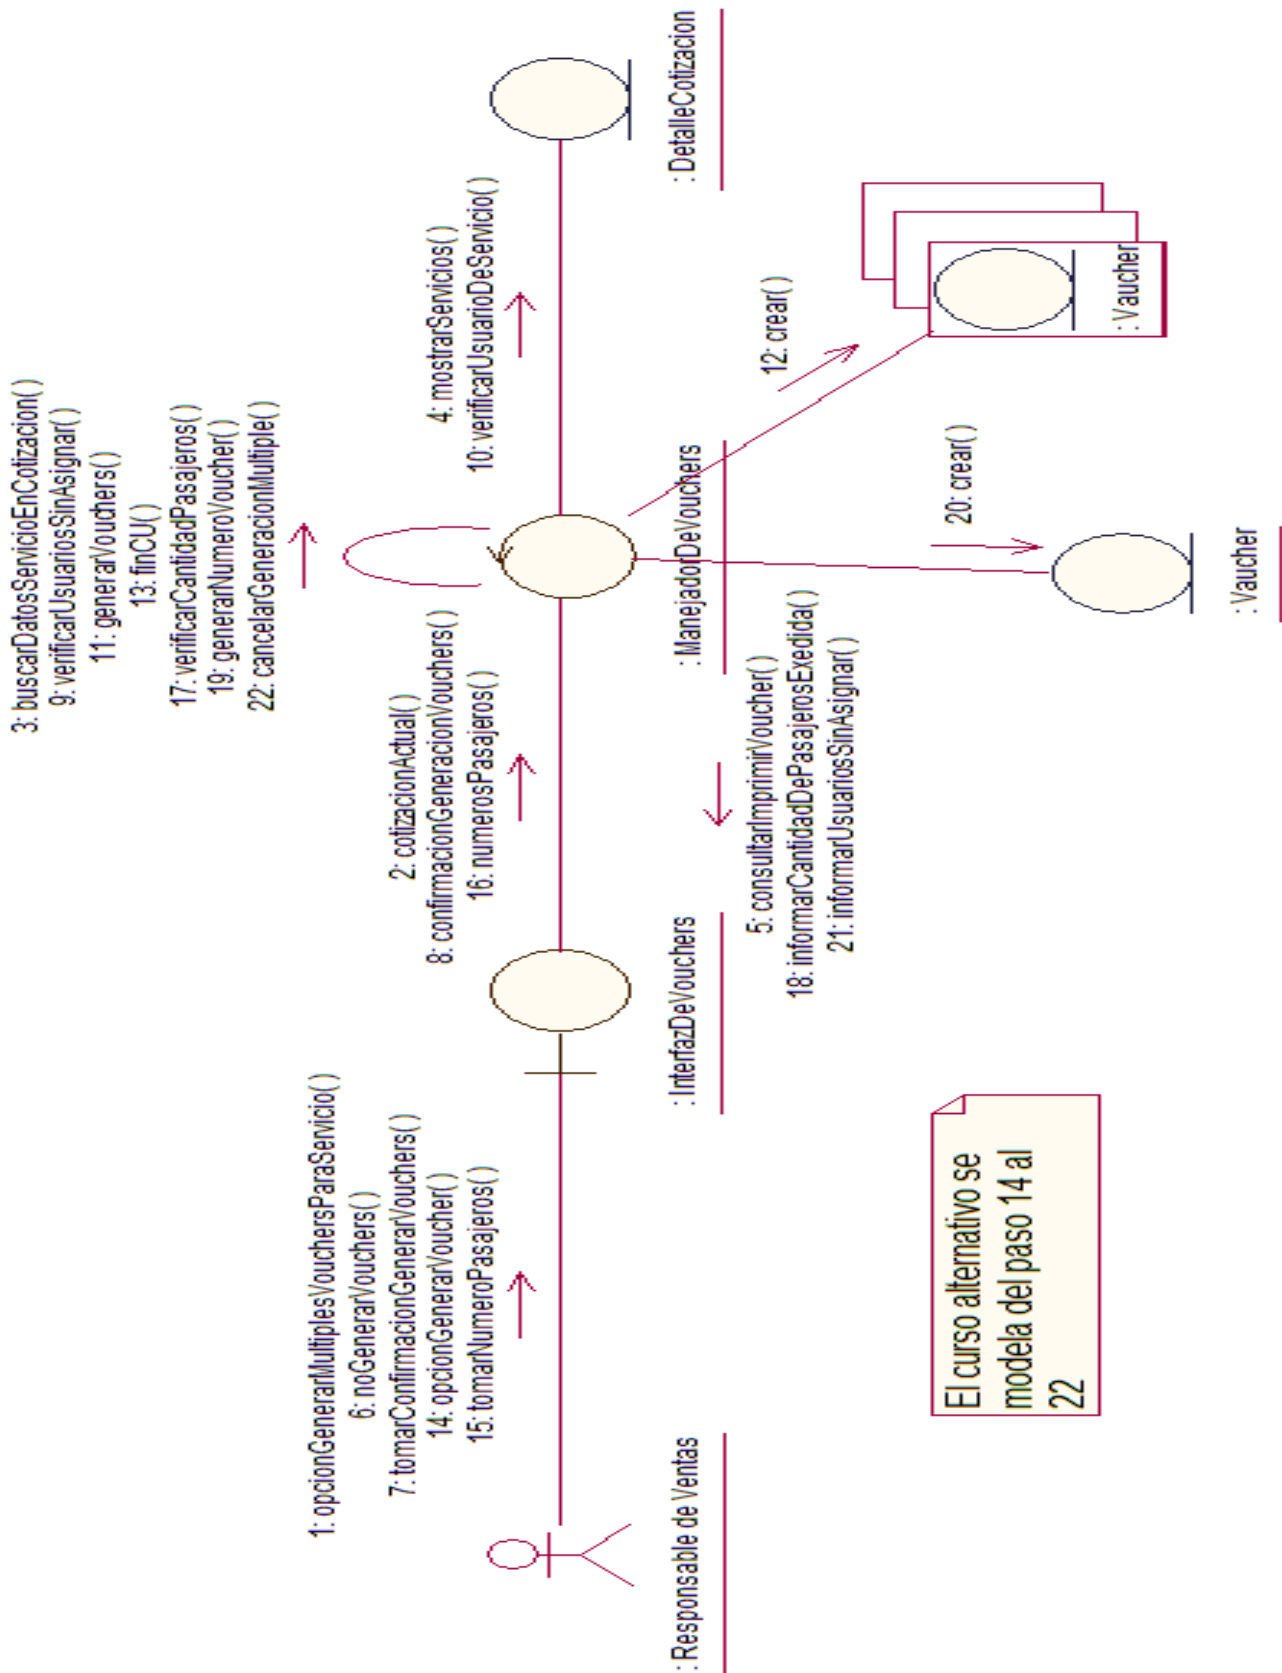 1: opcionGenerarMultiplesVouchersParaServicio( )
6: noGenerarVouchers( )
7: tomarConfirmacionGenerarVouchers( )
14: opcionGenerarVoucher( )
15: tomarNumeroPasajeros( )
: Responsable de Ventas
2: cotizacionActual( )
8: confirmacionGeneracionVouchers( )
16: numerosPasajeros( )
: InterfazDeVouchers
5: consultarImprimirVoucher( )
18: informarCantidadDePasajerosExedida( )
21: informarUsuariosSinAsignar( )
3: buscarDatosServicioEnCotizacion( )
9: verificarUsuariosSinAsignar( )
11: generarVouchers( )
13: finCU( )
17: verificarCantidadPasajeros( )
19: generarNumeroVoucher( )
22: cancelarGeneracionMultiple( )
: ManejadorDeVouchers
4: mostrarServicios( )
10: verificarUsuarioDeServicio( )
: DetalleCotizacion
12: crear( )
: Vaucher
20: crear( )
: Vaucher
El curso alternativo se
modela del paso 14 al
22